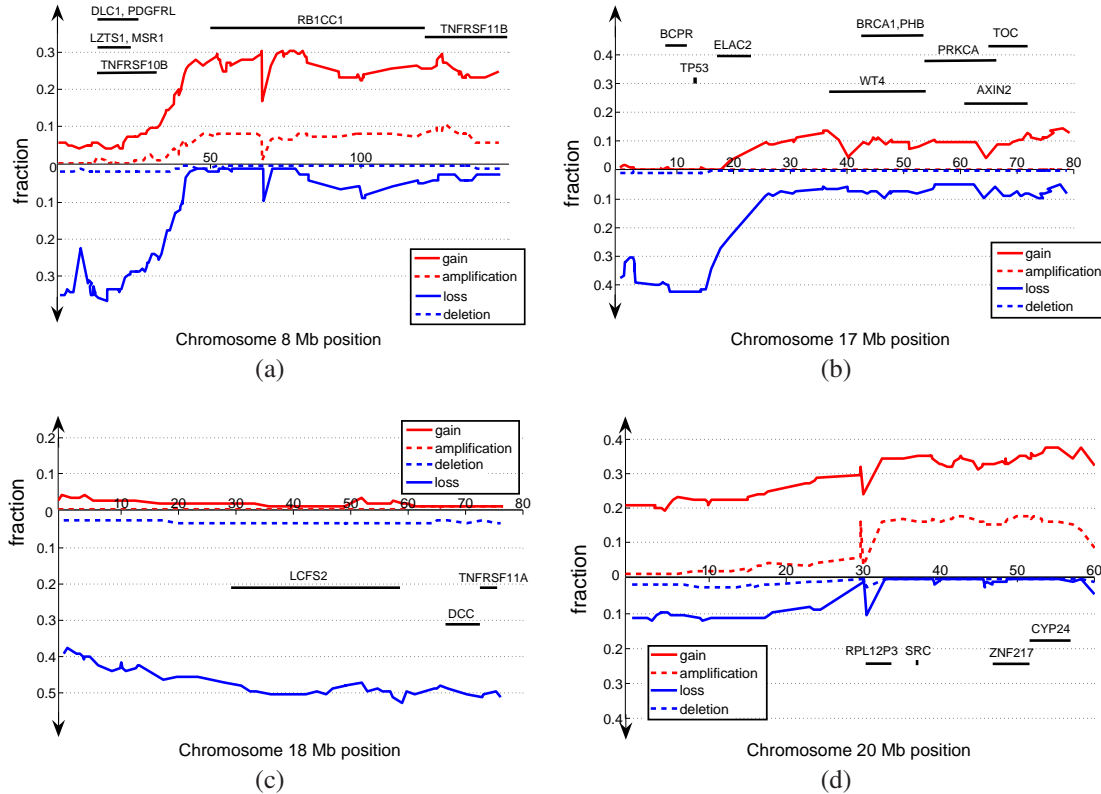 DLC1, PDGFRL
LZTS1, MSR1
TNFRSF10B
RB1CC1
TNFRSF11B
0.3
0.2
0.1
0
0.1
0.2
0.3
50
100
fraction
gain
amplification
loss
deletion
Chromosome 8 Mb position
(a)
BCPR
TP53
ELAC2
BRCA1,PHB
PRKCA
TOC
WT4
AXIN2
0.4
0.3
0.2
0.1
0
0.1
0.2
0.3
0.4
10
20
30
40
50
60
70
80
fraction
gain
amplification
loss
deletion
Chromosome 17 Mb position
(b)
gain
amplification
deletion
loss
0.2
0.1
0
0.1
0.2
0.3
0.4
0.5
10
20
30
40
50
60
70
80
fraction
LCFS2
TNFRSF11A
DCC
Chromosome 18 Mb position
(c)
0.4
0.3
0.2
0.1
0
0.1
0.2
0.3
0.4
10
20
30
40
50
60
fraction
CYP24
RPL12P3
SRC
ZNF217
gain
amplification
loss
deletion
Chromosome 20 Mb position
(d)